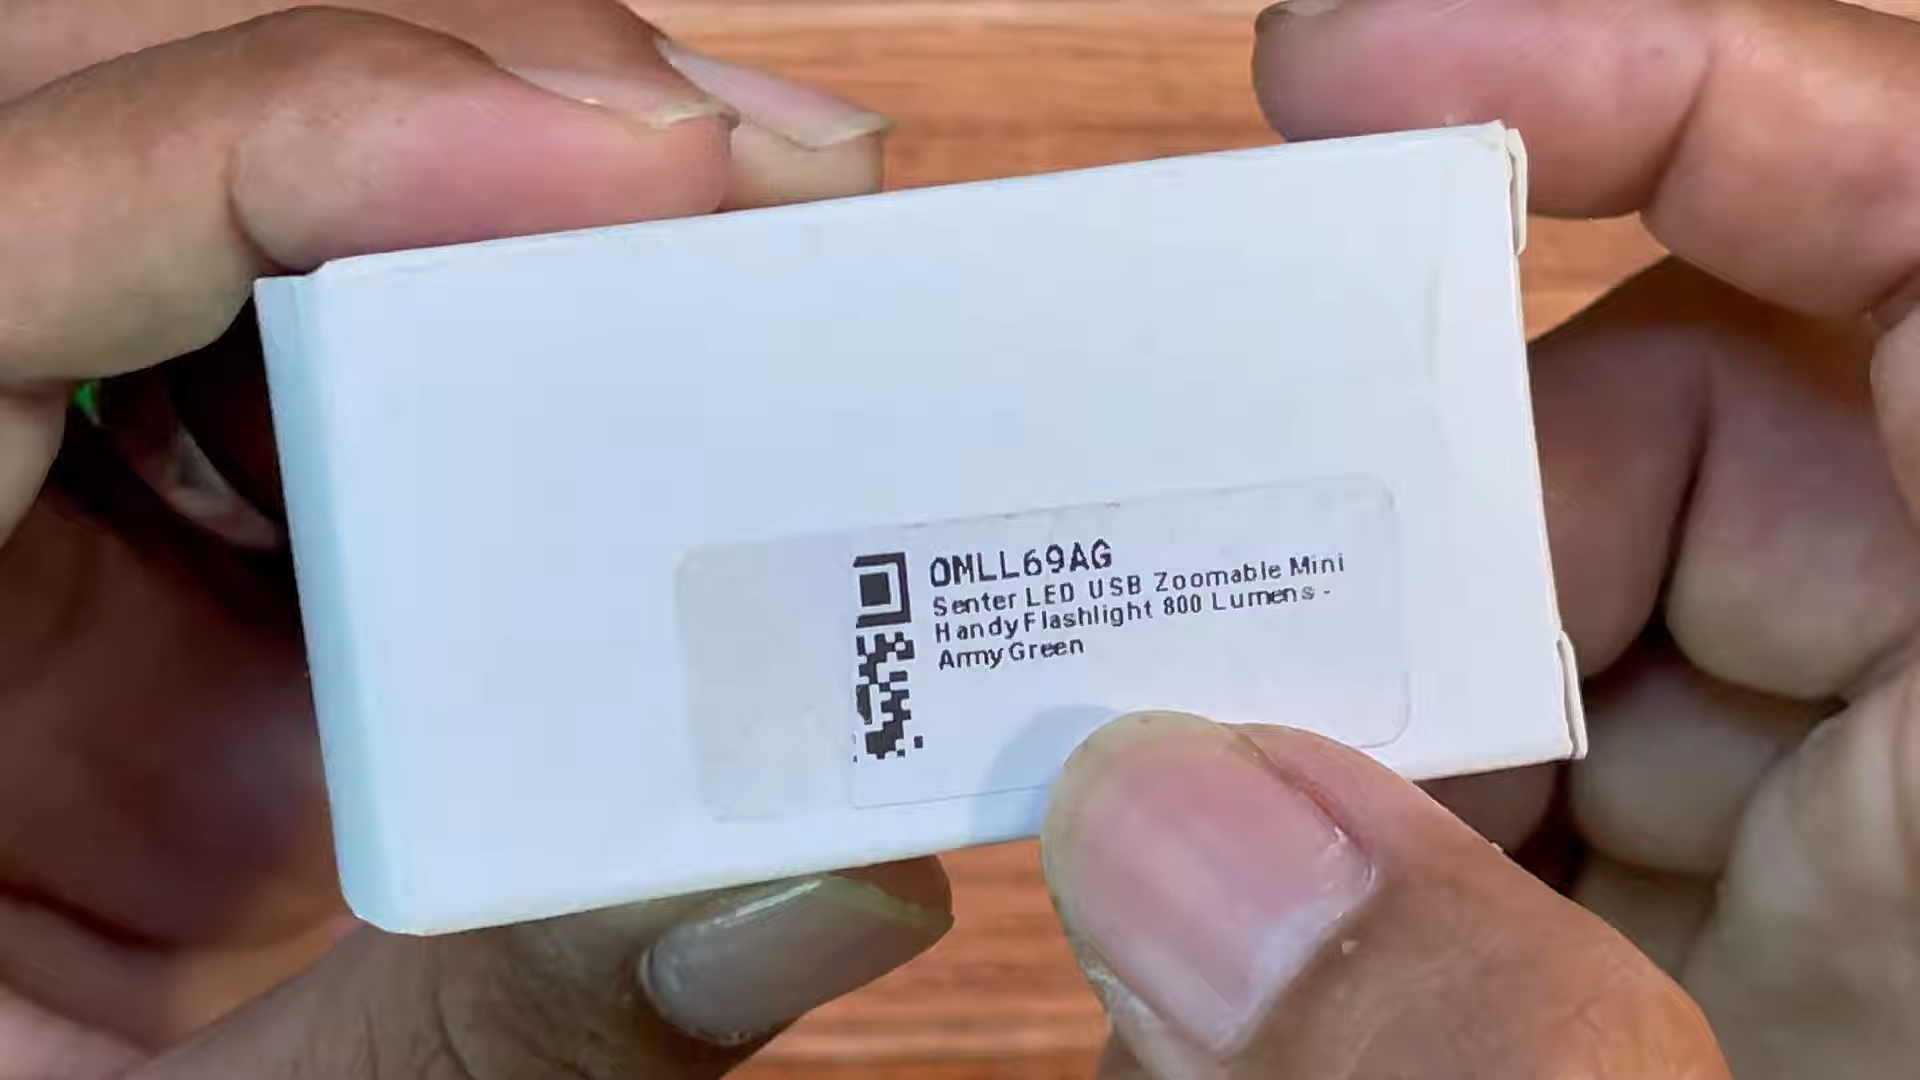 OMLL69AG
Senter LED USB Zoomable Mini
Handy Flashlight 800 Lumens -
Army Green